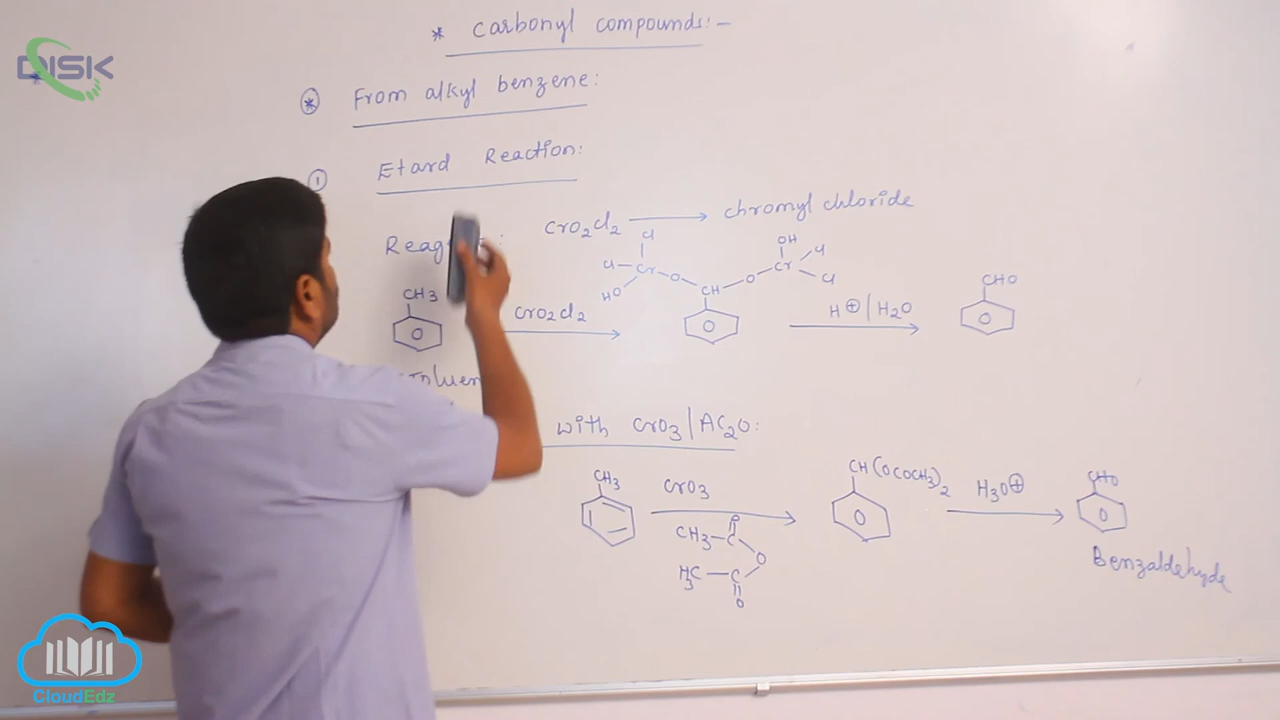 DISK
* Carbonyl compounds:-
* From alkyl benzene:
① Etard Reaction:
CrO2Cl2 → chromyl chloride
CH3 CrO2Cl2
Cl Cl Cr HO O CH O Cr OH Cl Cl
H⊕/H2O
CHO
with CrO3/AC2O:
CH3 CrO3
CH3-C O O H3C-C O
CH(OCOCH3)2 H3O⊕ CHO
Benzaldehyde
CloudEdz